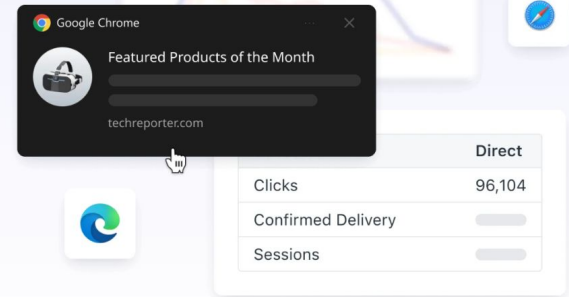 Google Chrome
Featured Products of the Month
techreporter.com
Direct
Clicks 96,104
Confirmed Delivery
Sessions